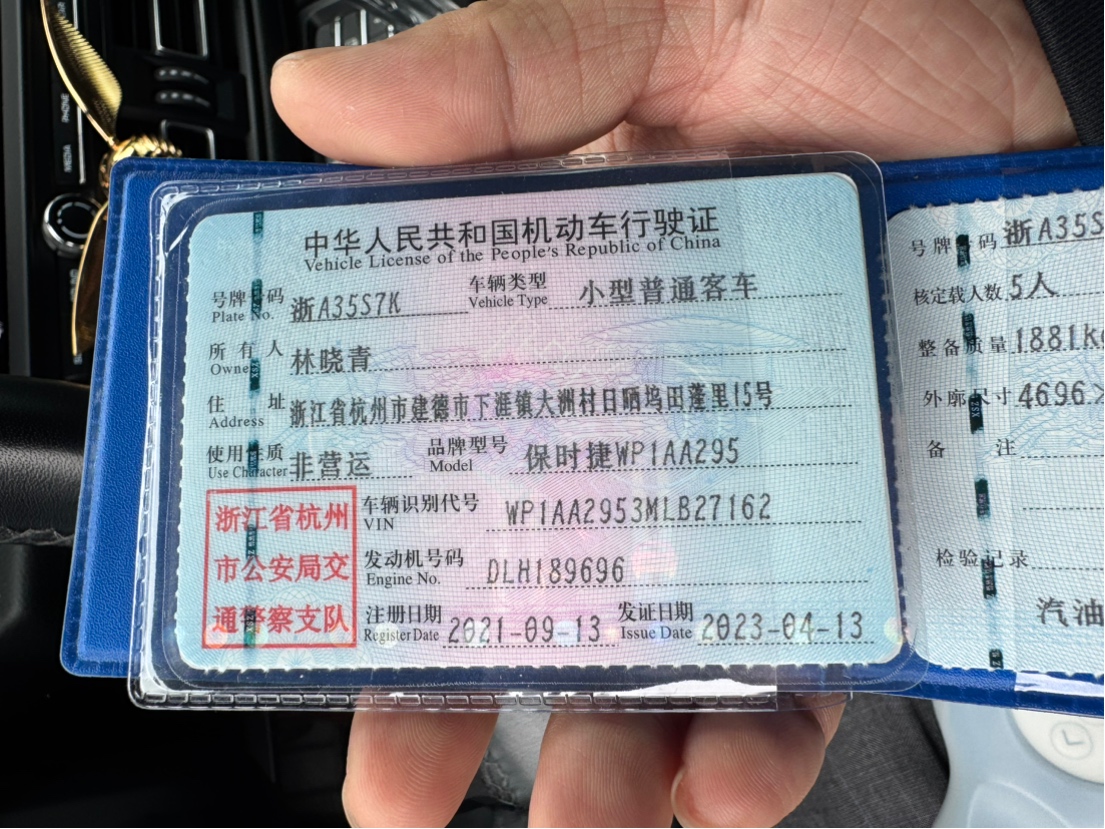 中华人民共和国机动车行驶证
Vehicle License of the People's Republic of China
号牌号码 浙A35S7K 车辆类型 小型普通客车
Plate No. Vehicle Type
所有人 林晓青
Owner
住址 浙江省杭州市建德市下涯镇大洲村日晒坞田蓬里15号
Address
使用性质 非营运 品牌型号 保时捷WP1AA295
Use Character Model
浙江省杭州
市公安局交
通警察支队
车辆识别代号 WP1AA2953MLB27162
VIN
发动机号码 DLH189696
Engine No.
注册日期 2021-09-13 发证日期 2023-04-13
Register Date Issue Date
号牌号码 浙A35S
核定载人数 5人
整备质量 1881kg
外廓尺寸 4696×
备注
检验记录
汽油